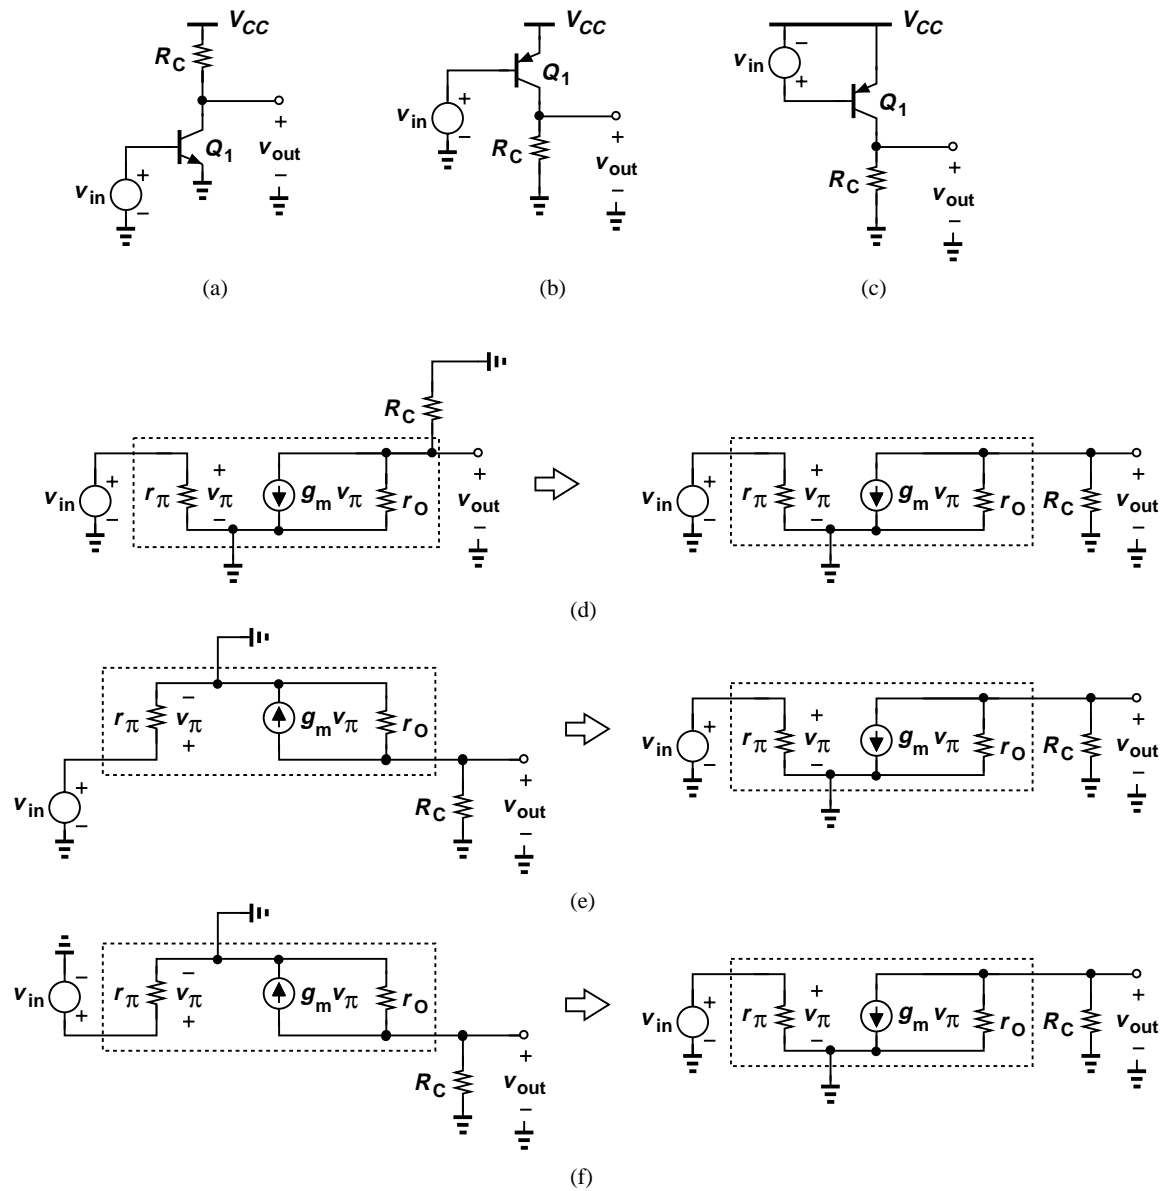 V_CC
R_C
Q_1
v_in
+
−
+
v_out
−
(a)
V_CC
Q_1
v_in
+
−
R_C
+
v_out
−
(b)
V_CC
v_in
−
+
Q_1
R_C
+
v_out
−
(c)
R_C
v_in
+
−
r_π
+
v_π
−
g_m v_π
r_O
+
v_out
−
v_in
+
−
r_π
+
v_π
−
g_m v_π
r_O
R_C
+
v_out
−
(d)
r_π
−
v_π
+
g_m v_π
r_O
v_in
+
−
R_C
+
v_out
−
v_in
+
−
r_π
+
v_π
−
g_m v_π
r_O
R_C
+
v_out
−
(e)
v_in
−
+
r_π
−
v_π
+
g_m v_π
r_O
R_C
+
v_out
−
v_in
+
−
r_π
+
v_π
−
g_m v_π
r_O
R_C
+
v_out
−
(f)